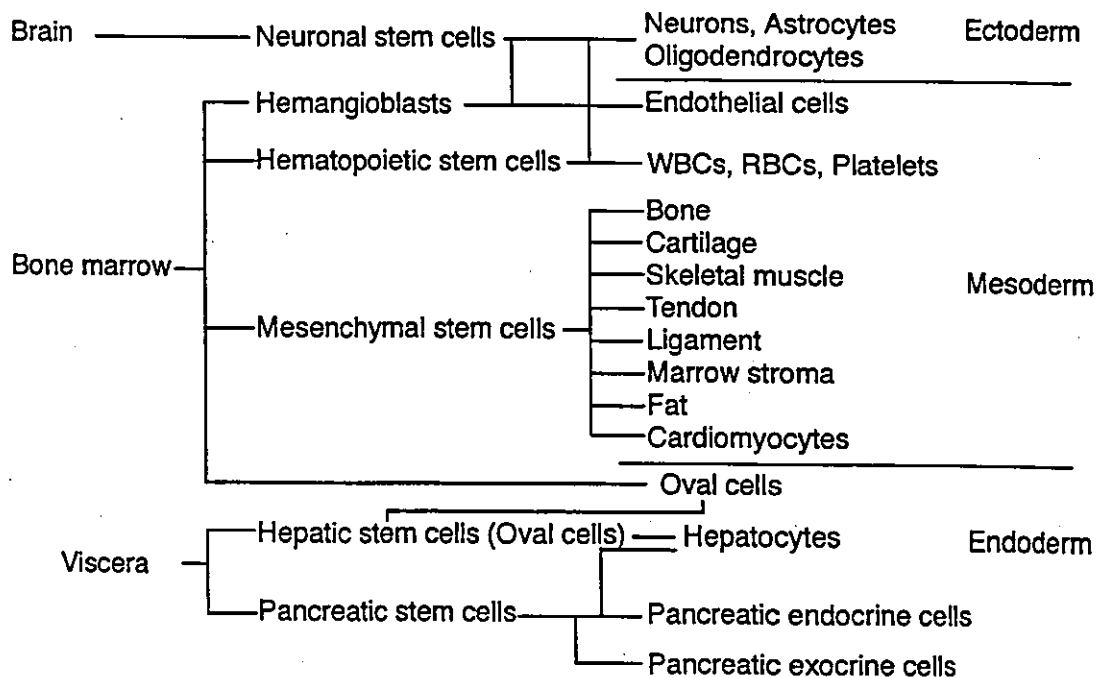 Brain
Neuronal stem cells
Neurons, Astrocytes
Oligodendrocytes
Ectoderm
Hemangioblasts
Endothelial cells
Hematopoietic stem cells
WBCs, RBCs, Platelets
Bone marrow
Mesenchymal stem cells
Bone
Cartilage
Skeletal muscle
Tendon
Ligament
Marrow stroma
Fat
Cardiomyocytes
Mesoderm
Oval cells
Viscera
Hepatic stem cells (Oval cells)
Hepatocytes
Endoderm
Pancreatic stem cells
Pancreatic endocrine cells
Pancreatic exocrine cells